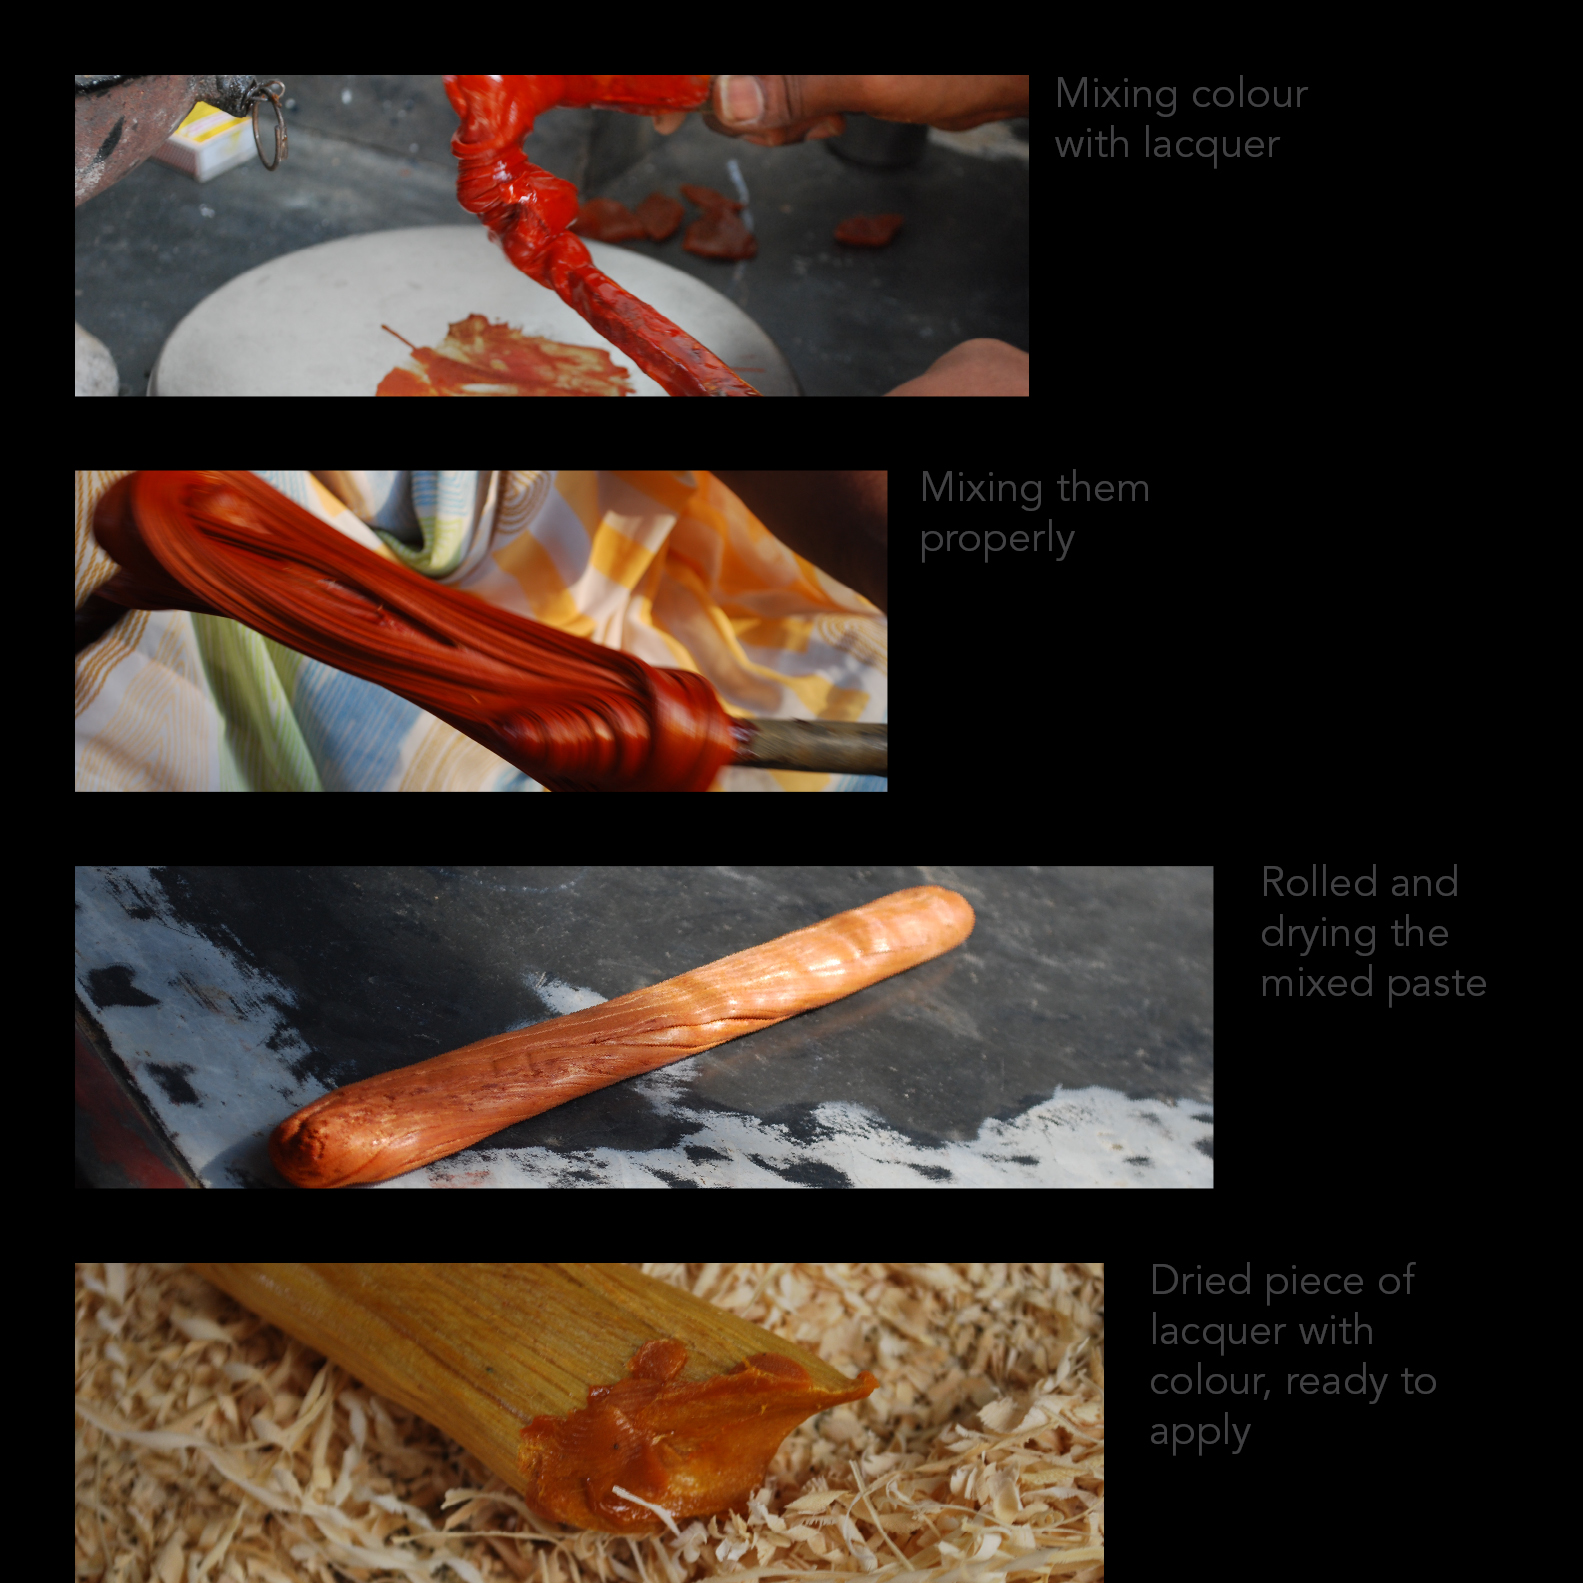 Mixing colour
with lacquer
Mixing them
properly
Rolled and
drying the
mixed paste
Dried piece of
lacquer with
colour, ready to
apply